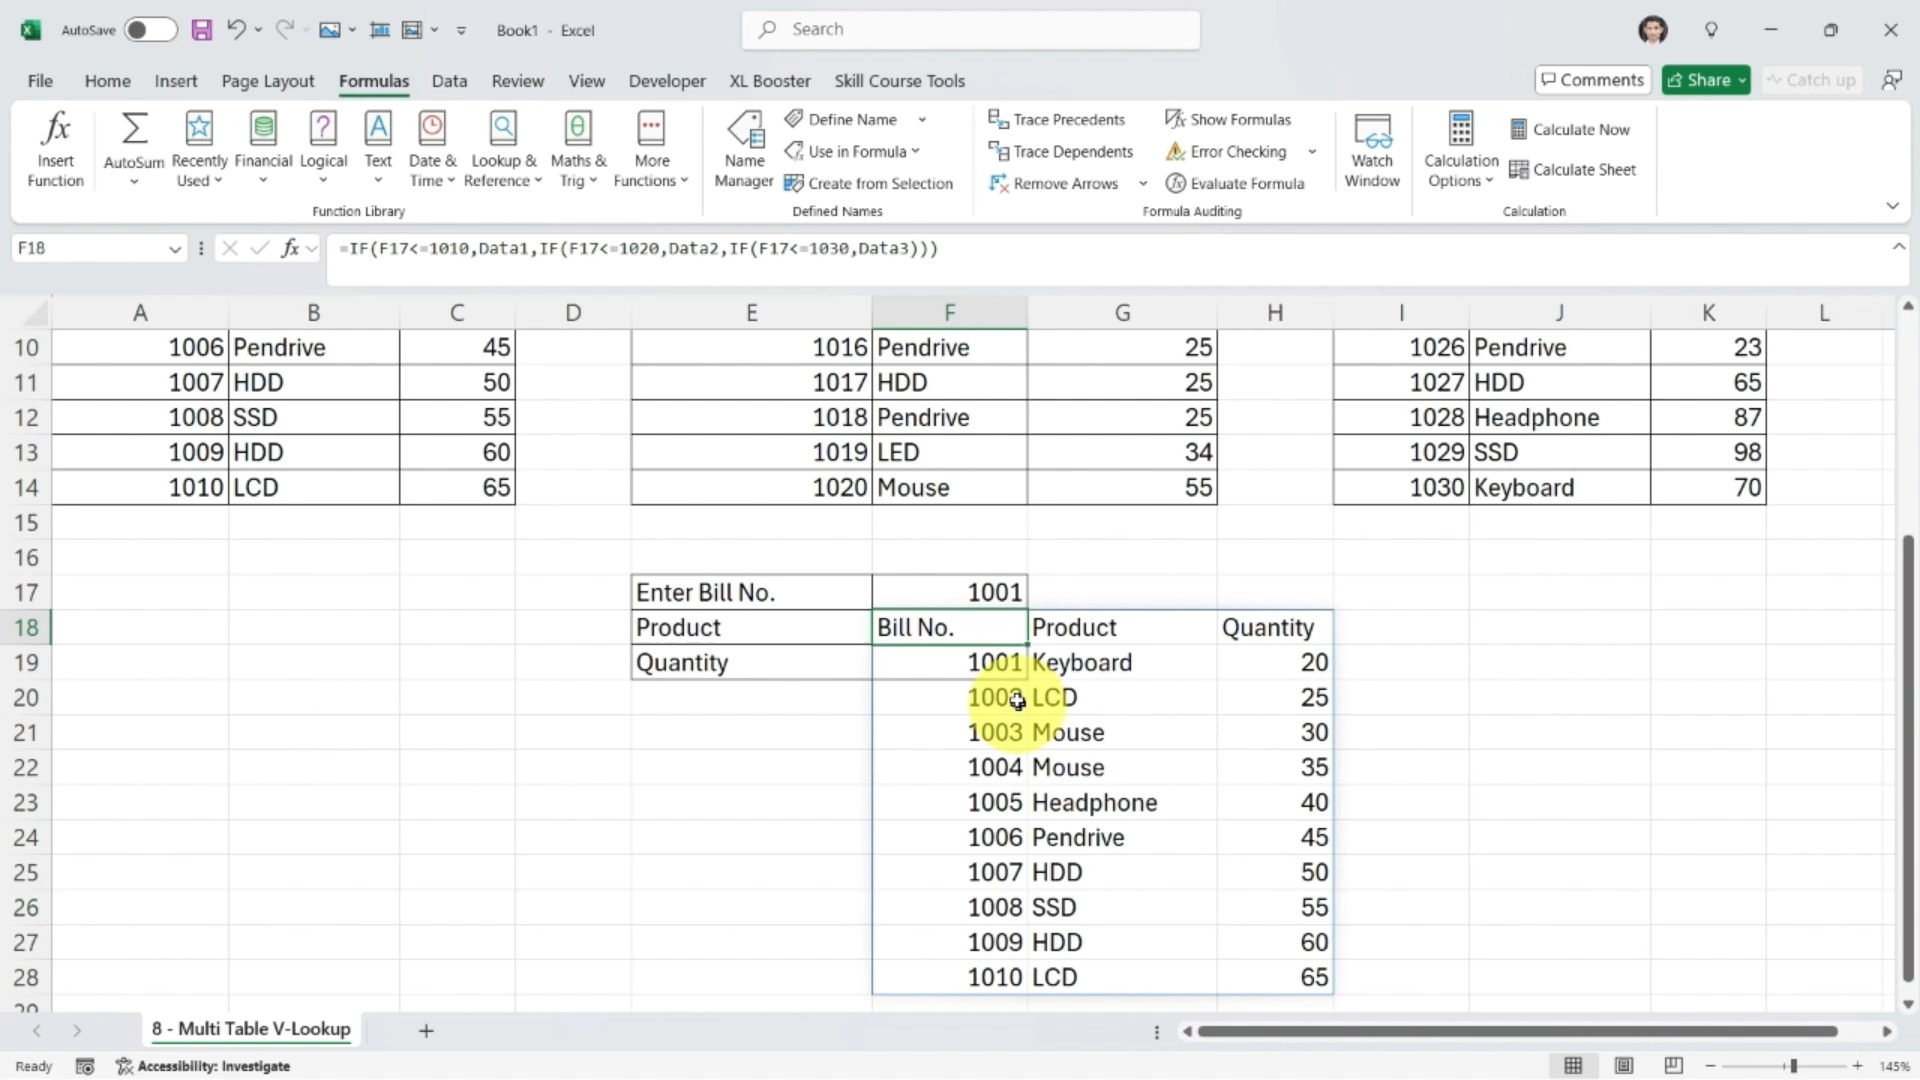 AutoSave Book1 - Excel Search
File Home Insert Page Layout Formulas Data Review View Developer XL Booster Skill Course Tools Comments Share Catch up
Insert Function
AutoSum
Recently Used
Financial
Logical
Text
Date & Time
Lookup & Reference
Maths & Trig
More Functions
Function Library
Name Manager
Define Name
Use in Formula
Create from Selection
Defined Names
Trace Precedents
Trace Dependents
Remove Arrows
Show Formulas
Error Checking
Evaluate Formula
Formula Auditing
Watch Window
Calculation Options
Calculate Now
Calculate Sheet
Calculation
F18 fx =IF(F17<=1010,Data1,IF(F17<=1020,Data2,IF(F17<=1030,Data3)))
A B C D E F G H I J K L
10 1006 Pendrive 45 1016 Pendrive 25 1026 Pendrive 23
11 1007 HDD 50 1017 HDD 25 1027 HDD 65
12 1008 SSD 55 1018 Pendrive 25 1028 Headphone 87
13 1009 HDD 60 1019 LED 34 1029 SSD 98
14 1010 LCD 65 1020 Mouse 55 1030 Keyboard 70
15
16
17 Enter Bill No. 1001
18 Product Bill No. Product Quantity
19 Quantity 1001 Keyboard 20
20 1002 LCD 25
21 1003 Mouse 30
22 1004 Mouse 35
23 1005 Headphone 40
24 1006 Pendrive 45
25 1007 HDD 50
26 1008 SSD 55
27 1009 HDD 60
28 1010 LCD 65
29
8 - Multi Table V-Lookup
Ready Accessibility: Investigate 145%